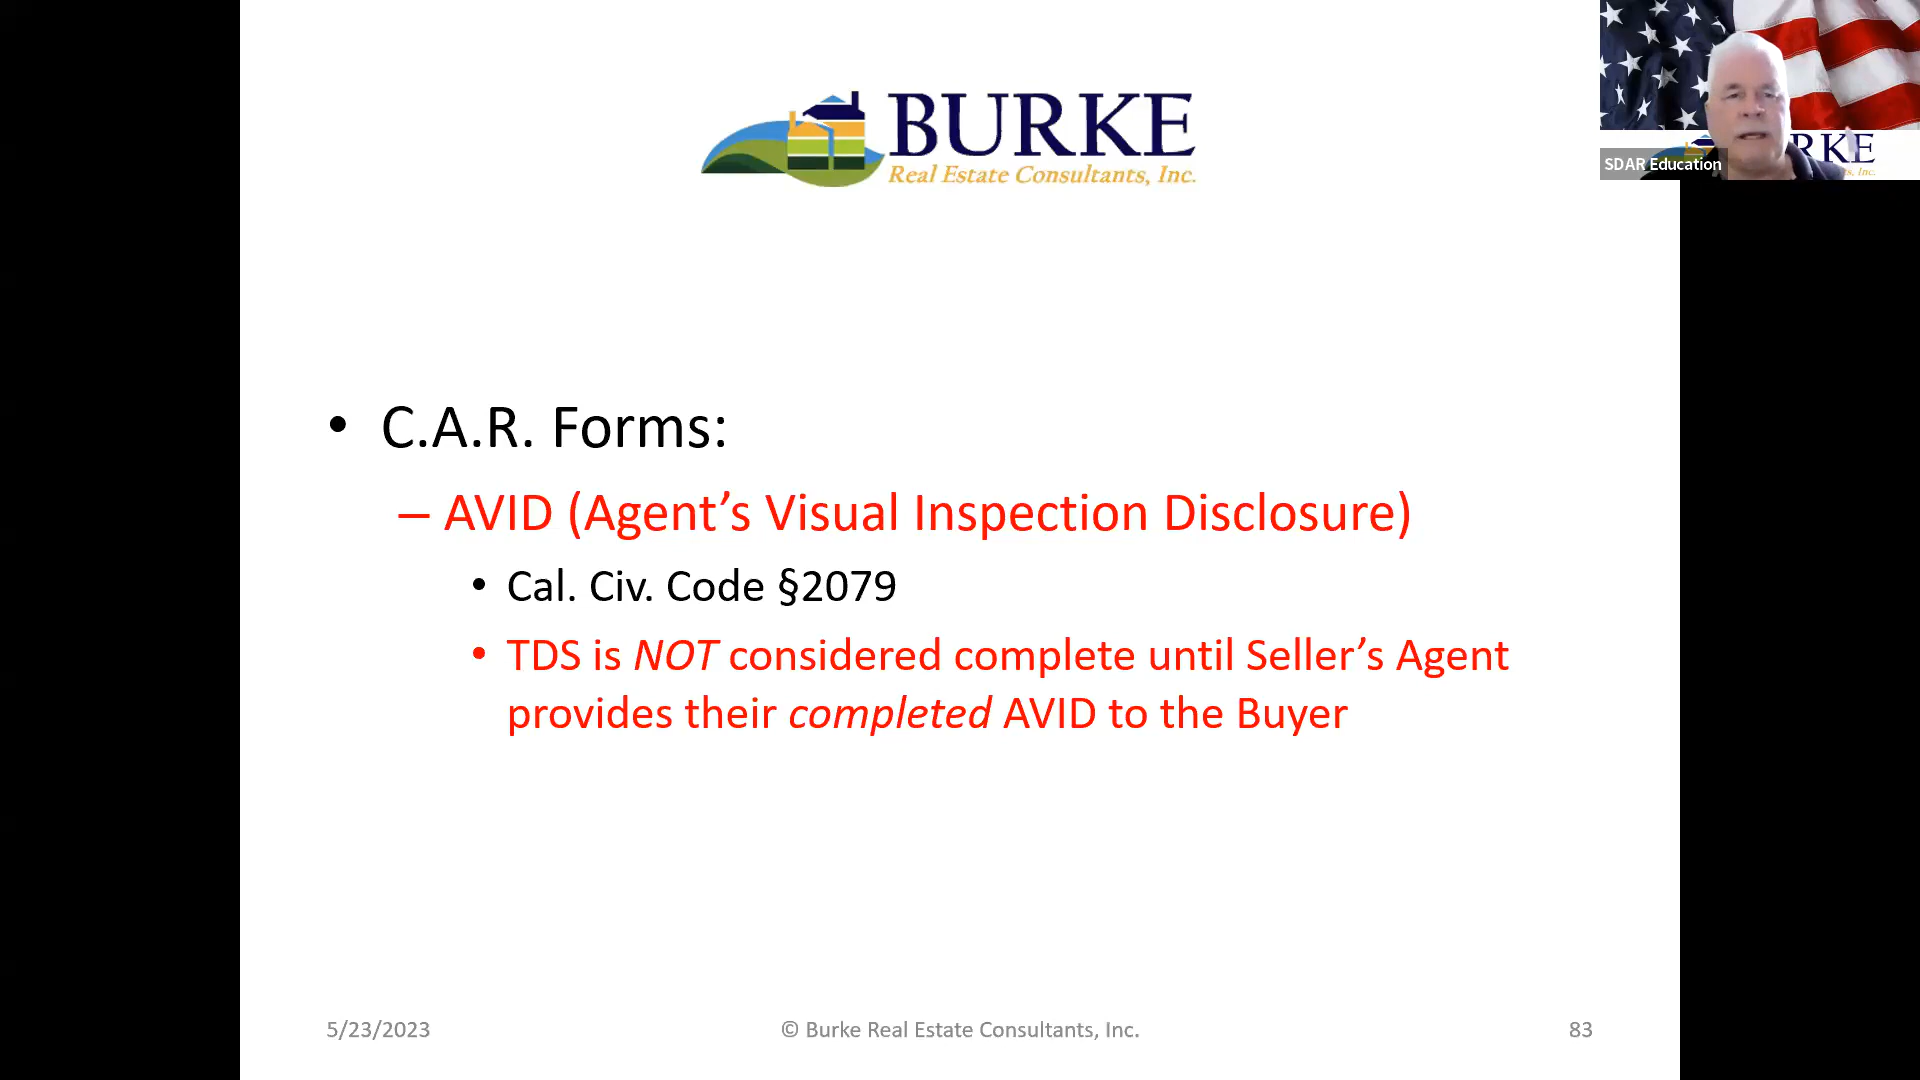 BURKE
Real Estate Consultants, Inc.
RKE
s, Inc.
SDAR Education
• C.A.R. Forms:
– AVID (Agent’s Visual Inspection Disclosure)
• Cal. Civ. Code §2079
• TDS is NOT considered complete until Seller’s Agent
provides their completed AVID to the Buyer
5/23/2023
© Burke Real Estate Consultants, Inc.
83